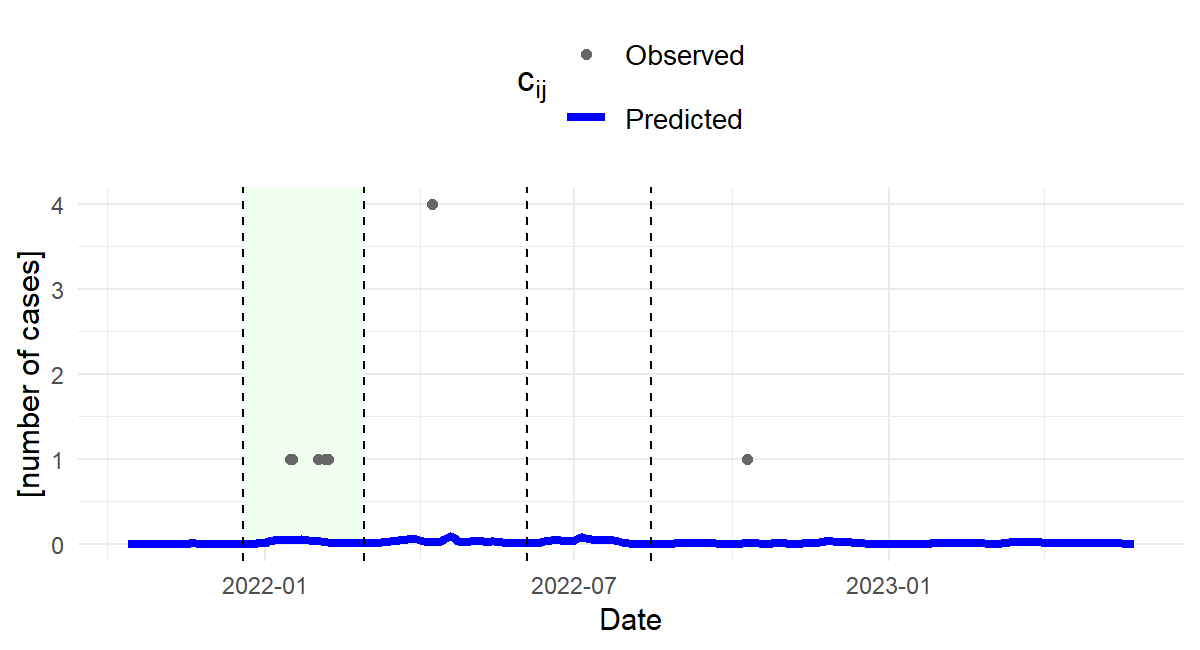 Observed
c_ij
Predicted
[number of cases]
4
3
2
1
0
2022-01
2022-07
2023-01
Date